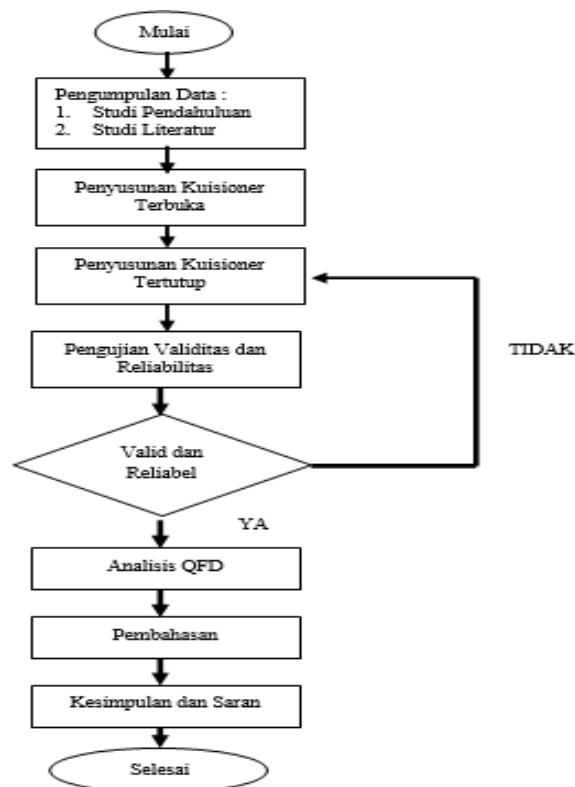 Mulai
Pengumpulan Data :
1. Studi Pendahuluan
2. Studi Literatur
Penyusunan Kuisioner
Terbuka
Penyusunan Kuisioner
Tertutup
Pengujian Validitas dan
Reliabilitas
TIDAK
Valid dan
Reliabel
YA
Analisis QFD
Pembahasan
Kesimpulan dan Saran
Selesai